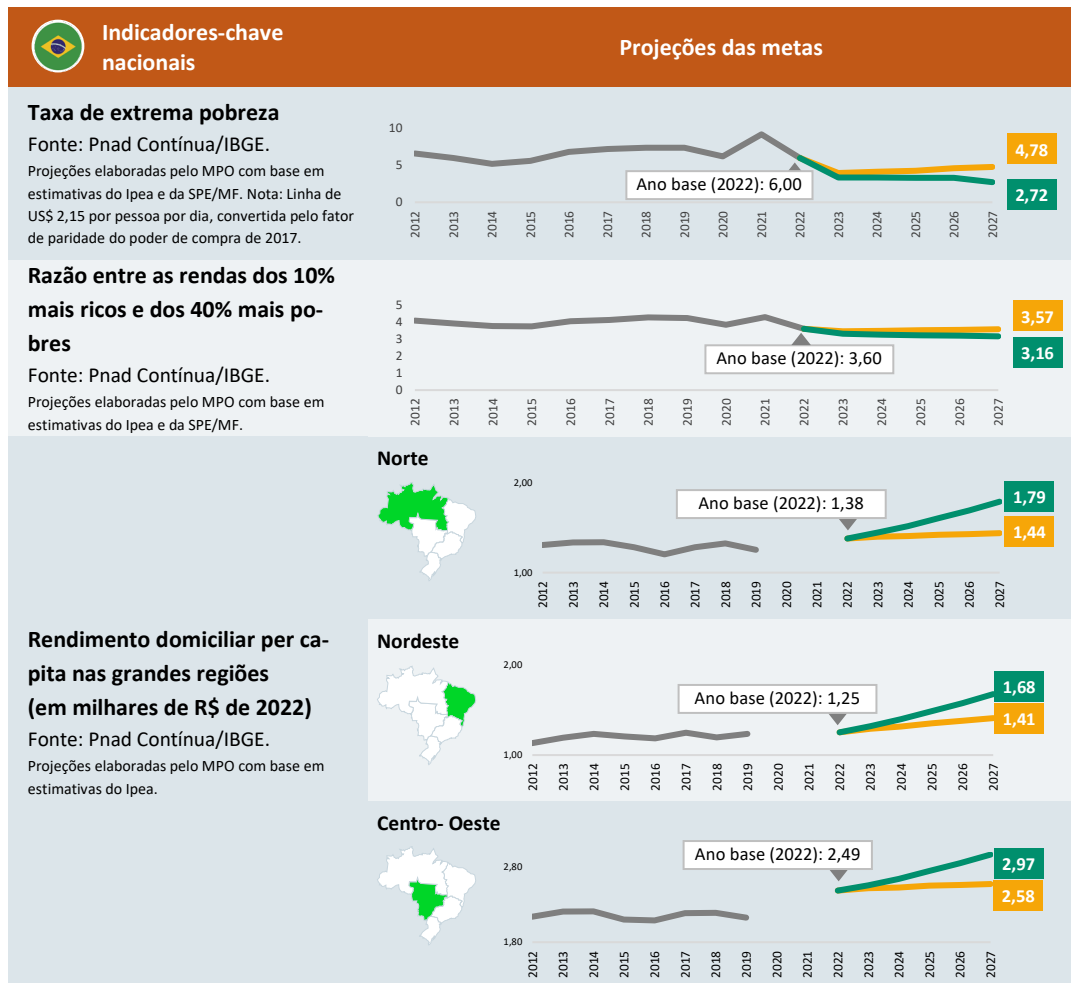 Indicadores-chave
nacionais
Projeções das metas
Taxa de extrema pobreza
Fonte: Pnad Contínua/IBGE.
Projeções elaboradas pelo MPO com base em
estimativas do Ipea e da SPE/MF. Nota: Linha de
US$ 2,15 por pessoa por dia, convertida pelo fator
de paridade do poder de compra de 2017.
10
5
0
Ano base (2022): 6,00
4,78
2,72
2012 2013 2014 2015 2016 2017 2018 2019 2020 2021 2022 2023 2024 2025 2026 2027
Razão entre as rendas dos 10%
mais ricos e dos 40% mais po-
bres
Fonte: Pnad Contínua/IBGE.
Projeções elaboradas pelo MPO com base em
estimativas do Ipea e da SPE/MF.
5
4
3
2
1
0
Ano base (2022): 3,60
3,57
3,16
2012 2013 2014 2015 2016 2017 2018 2019 2020 2021 2022 2023 2024 2025 2026 2027
Rendimento domiciliar per ca-
pita nas grandes regiões
(em milhares de R$ de 2022)
Fonte: Pnad Contínua/IBGE.
Projeções elaboradas pelo MPO com base em
estimativas do Ipea.
Norte
2,00
1,00
Ano base (2022): 1,38
1,79
1,44
2012 2013 2014 2015 2016 2017 2018 2019 2020 2021 2022 2023 2024 2025 2026 2027
Nordeste
2,00
1,00
Ano base (2022): 1,25
1,68
1,41
2012 2013 2014 2015 2016 2017 2018 2019 2020 2021 2022 2023 2024 2025 2026 2027
Centro- Oeste
2,80
1,80
Ano base (2022): 2,49
2,97
2,58
2012 2013 2014 2015 2016 2017 2018 2019 2020 2021 2022 2023 2024 2025 2026 2027